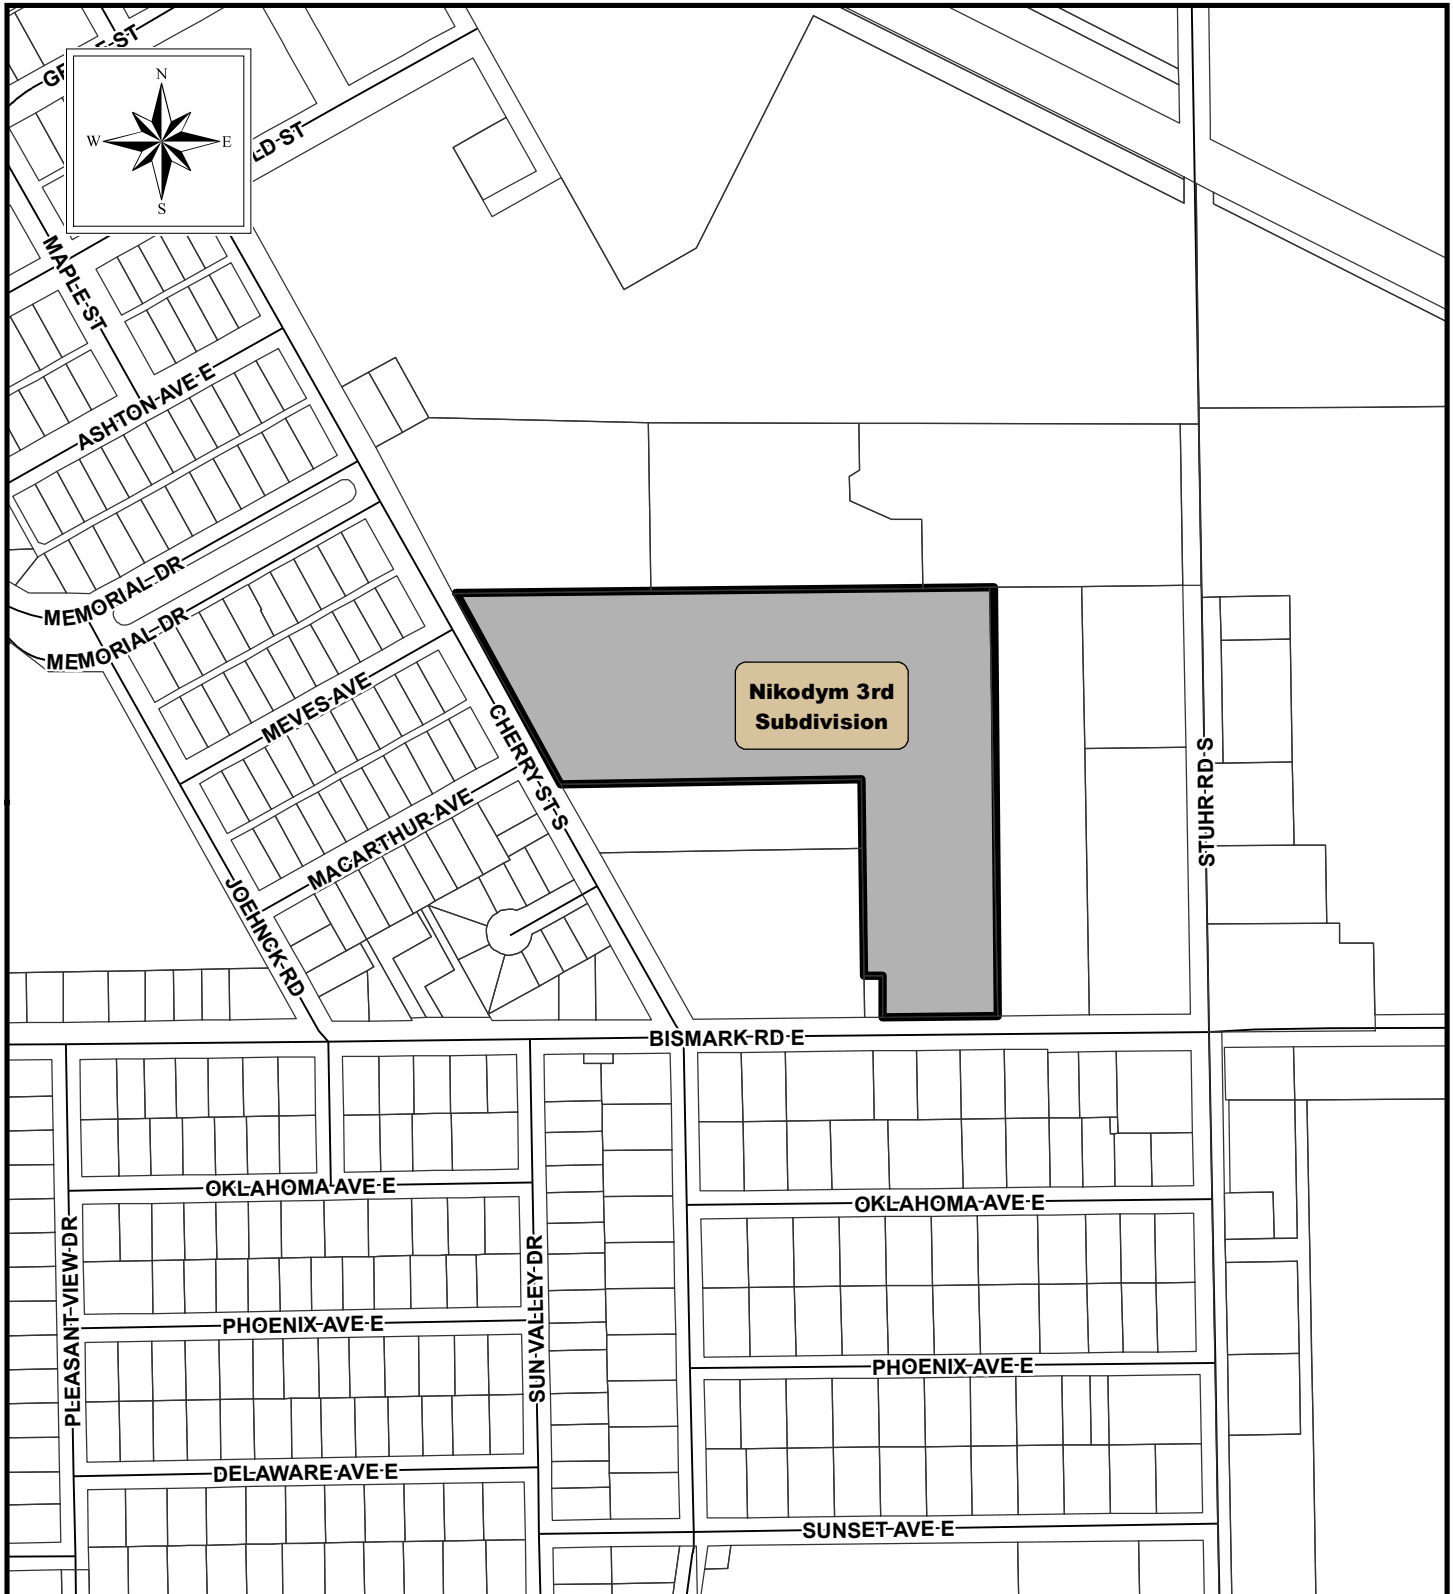 N
W E
S
MAPLE ST
ASHTON AVE E
MEMORIAL DR
MEMORIAL DR
MEVES AVE
CHERRY ST S
MACARTHUR AVE
JOEHNCK RD
Nikodym 3rd
Subdivision
STUHR RD S
BISMARK RD E
OKLAHOMA AVE E
OKLAHOMA AVE E
PLEASANT VIEW DR
SUN VALLEY DR
PHOENIX AVE E
PHOENIX AVE E
DELAWARE AVE E
SUNSET AVE E